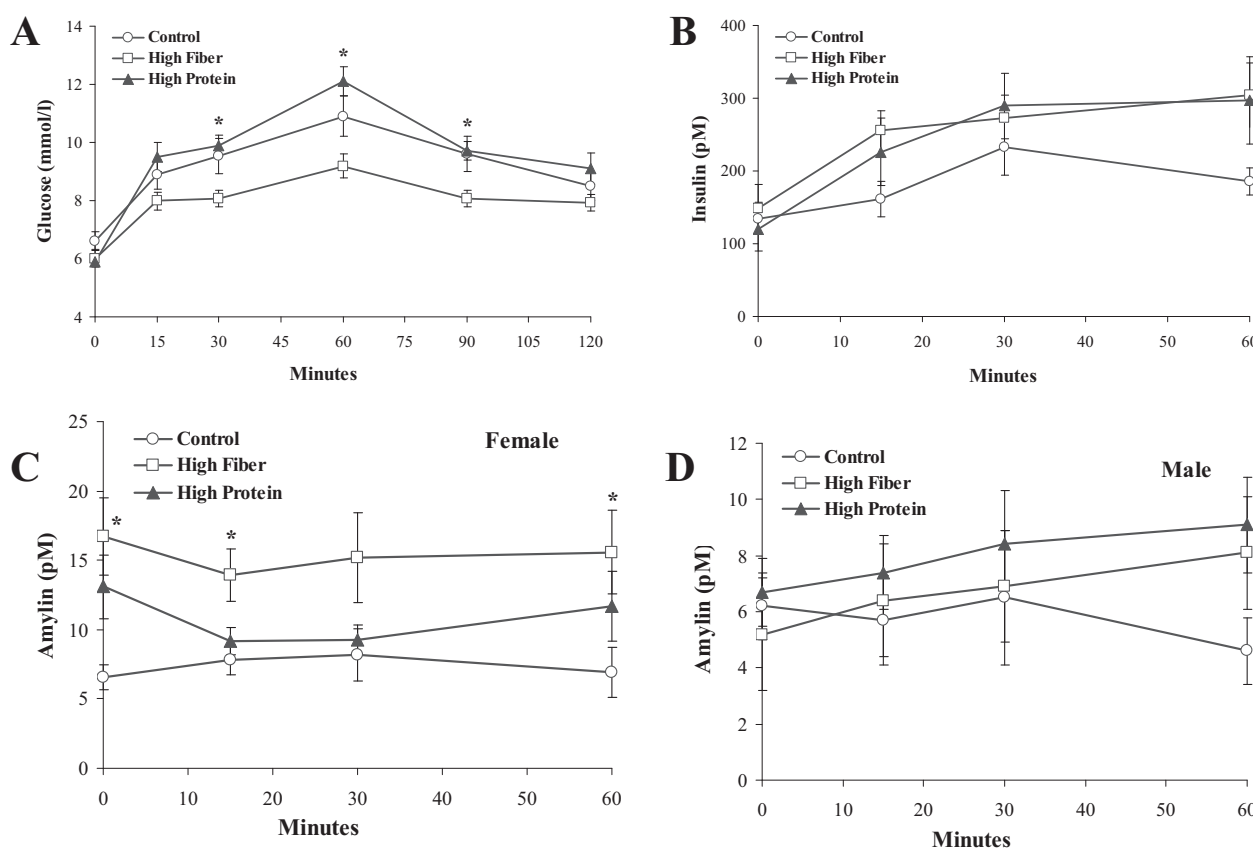 A
Control
High Fiber
High Protein
*
*
*
14
12
10
8
6
4
Glucose (mmol/l)
0 15 30 45 60 75 90 105 120
Minutes
B
Control
High Fiber
High Protein
400
300
200
100
0
Insulin (pM)
0 10 20 30 40 50 60
Minutes
C
Control
High Fiber
High Protein
Female
*
*
*
25
20
15
10
5
0
Amylin (pM)
0 10 20 30 40 50 60
Minutes
D
Control
High Fiber
High Protein
Male
12
10
8
6
4
2
0
Amylin (pM)
0 10 20 30 40 50 60
Minutes